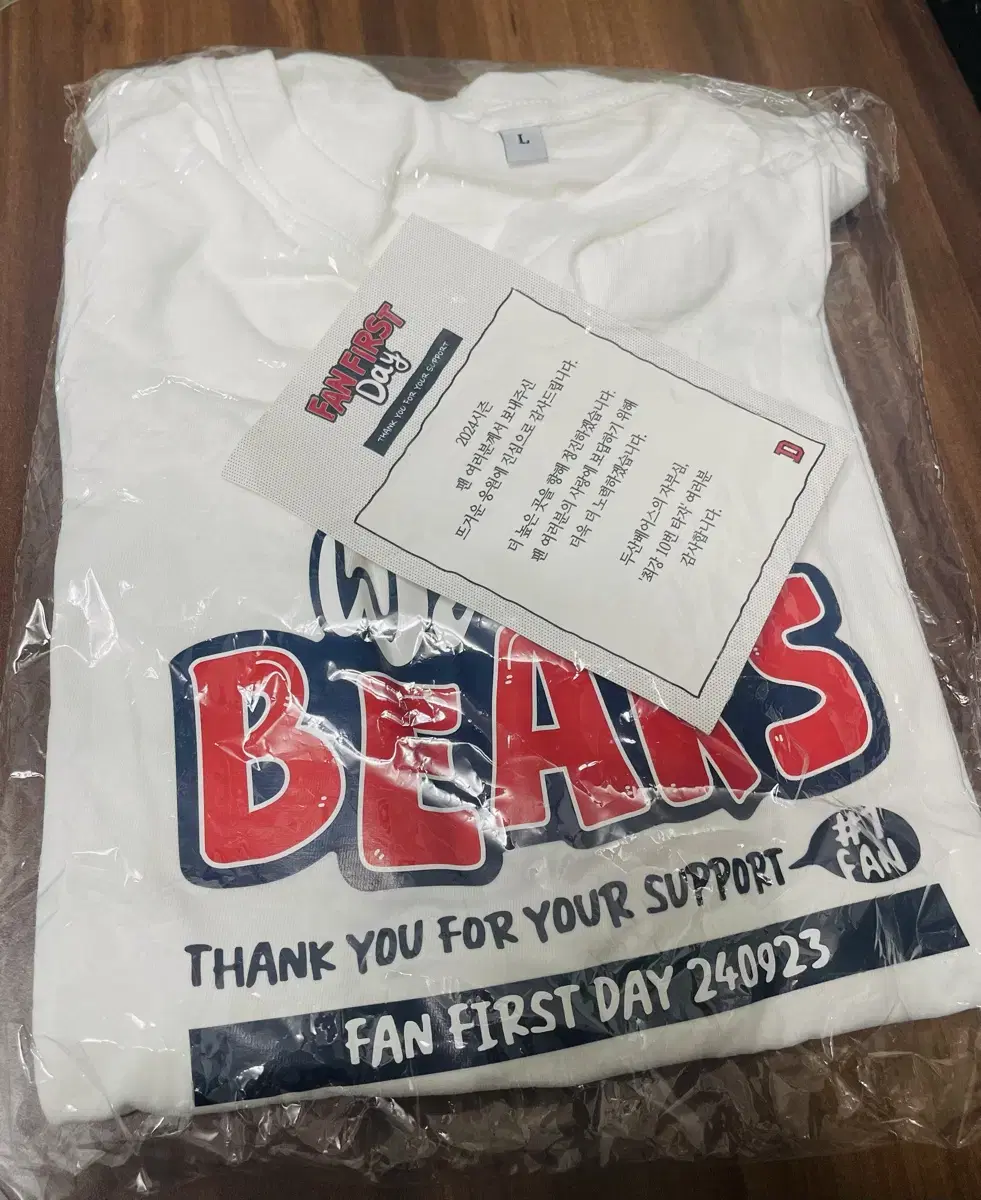 L
FAN FIRST
Day
THANK YOU FOR YOUR SUPPORT
2024시즌
팬 여러분께서 보내주신
뜨거운 응원에 진심으로 감사드립니다.
더 높은 곳을 향해 정진하겠습니다.
팬 여러분의 사랑에 보답하기 위해
더욱 더 노력하겠습니다.
두산베어스의 자부심,
'최강 10번 타자' 여러분
감사합니다.
D
BEARS
THANK YOU FOR YOUR SUPPORT
#1
FAN
FAN FIRST DAY 240923